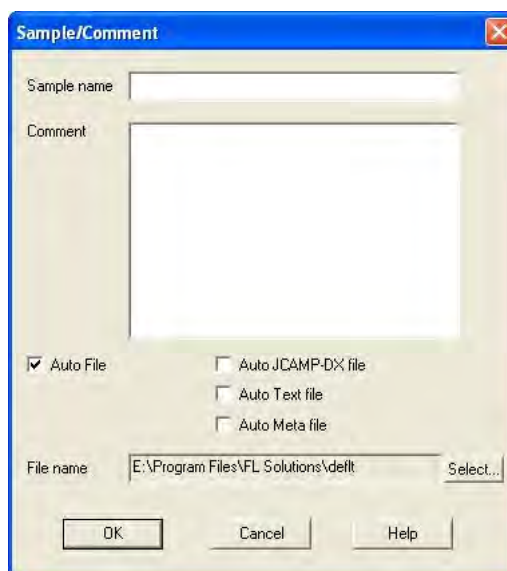 Sample/Comment
Sample name
Comment
Auto File
Auto JCAMP-DX file
Auto Text file
Auto Meta file
File name
E:\Program Files\FL Solutions\deflt
Select...
OK
Cancel
Help